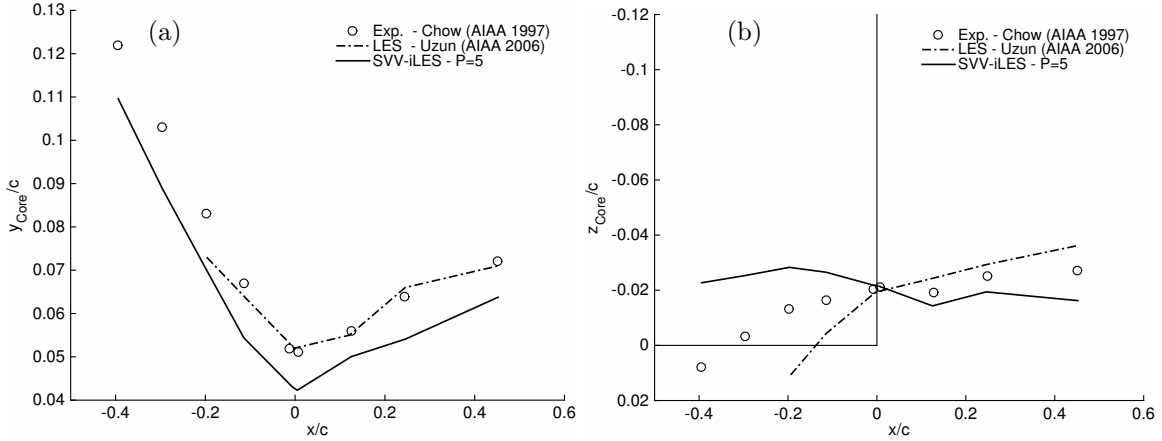 (a)
Exp. - Chow (AIAA 1997)
LES - Uzun (AIAA 2006)
SVV-iLES - P=5
0.13
0.12
0.11
0.1
0.09
0.08
0.07
0.06
0.05
0.04
y_Core/c
-0.4 -0.2 0 0.2 0.4 0.6
x/c
(b)
Exp. - Chow (AIAA 1997)
LES - Uzun (AIAA 2006)
SVV-iLES - P=5
-0.12
-0.1
-0.08
-0.06
-0.04
-0.02
0
0.02
z_Core/c
-0.4 -0.2 0 0.2 0.4 0.6
x/c